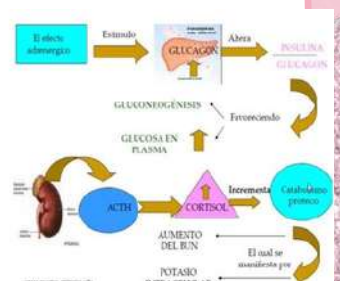 El efecto
adrenergico
Estimulo
GLUCAGON
Altera
INSULINA
GLUCAGON
GLUCONEOGÉNESIS
Favoreciendo
GLUCOSA EN
PLASMA
ACTH
CORTISOL
Incrementa
Catabolismo
proteico
AUMENTO
DEL BUN
El cual se
manifiesta por
POTASIO